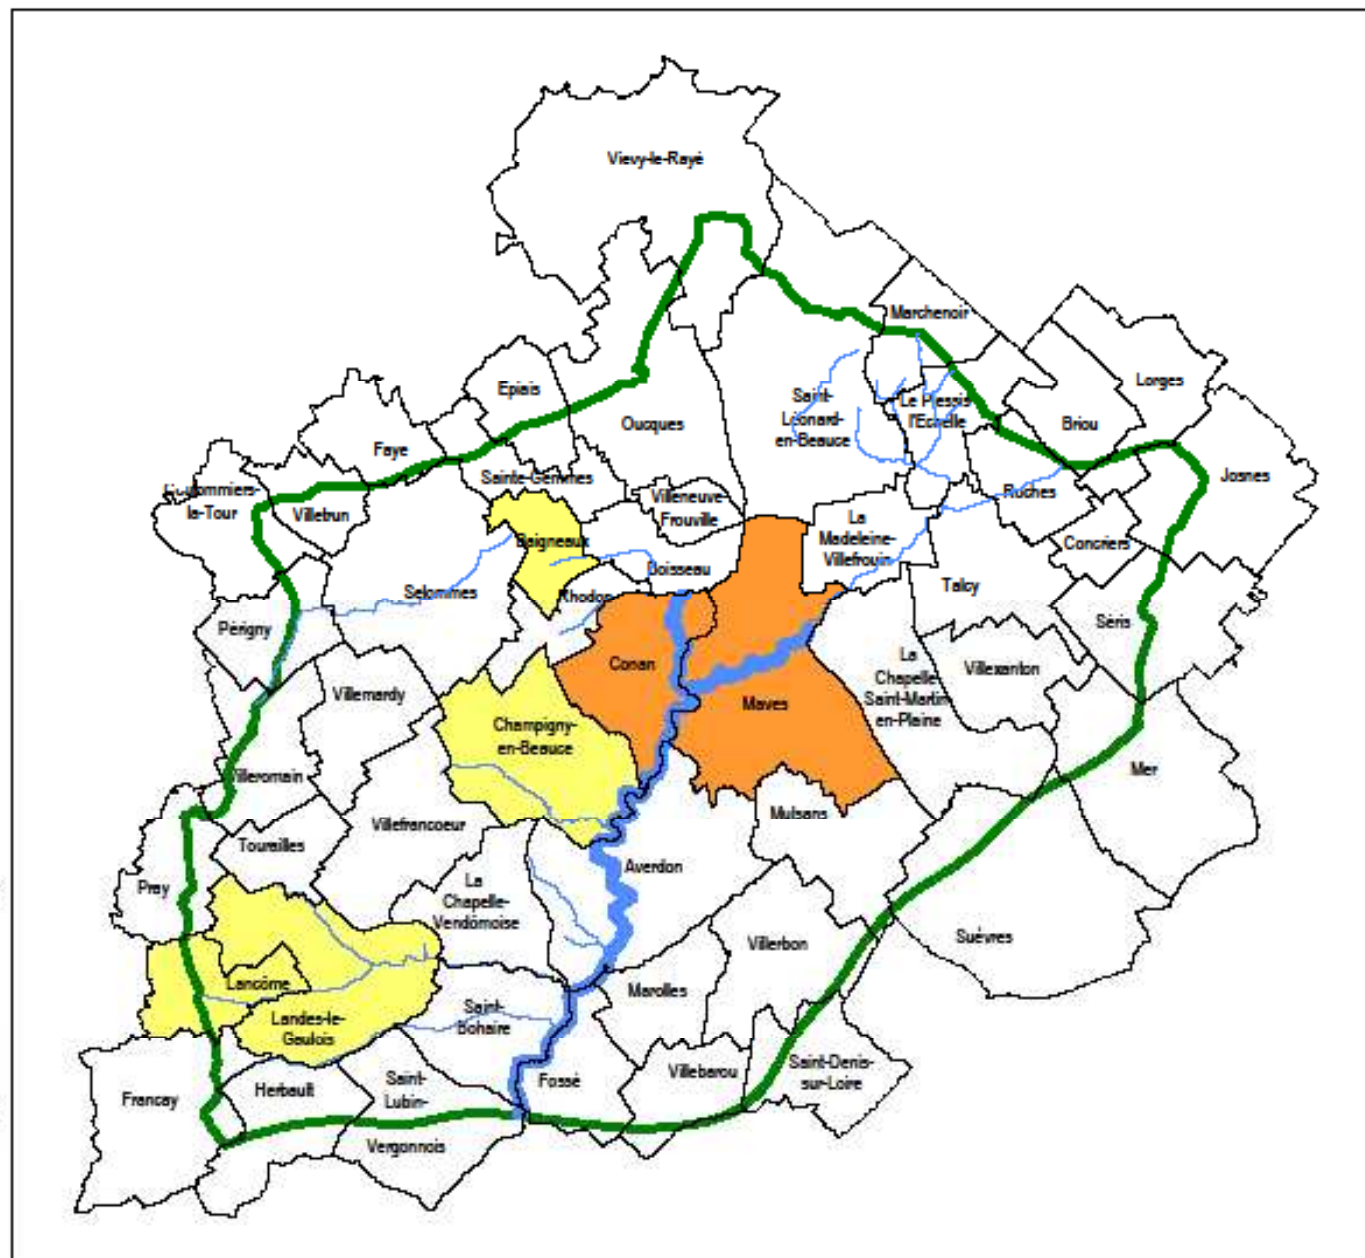 Vievy-le-Rayé
Marchenoir
Lorges
Epiais
Saint-
Léonard-
en-Beauce
Le Plessis
l'Echelle
Briou
Oucques
Faye
Josnes
Sainte-Gemmes
la-Tour
Villetrun
Villeneuve-
Frouville
Ruches
La
Madeleine-
Villefrouin
Concriers
Baigneaux
Boisseau
Selommes
Rhodon
Talcy
Périgny
Séris
Conan
La
Chapelle-
Saint-Martin-
en-Plaine
Villexanton
Villemardy
Maves
Champigny-
en-Beauce
Villeromain
Mer
Mulsans
Villefrancoeur
Tourailles
Averdon
Pray
La
Chapelle-
Vendômoise
Villerbon
Suèvres
Lancôme
Marolles
Landes-le-
Gaulois
Saint-
Bohaire
Villebarou
Saint-Denis-
sur-Loire
Fossé
Francay
Herbault
Saint-
Lubin-
Vergonnois